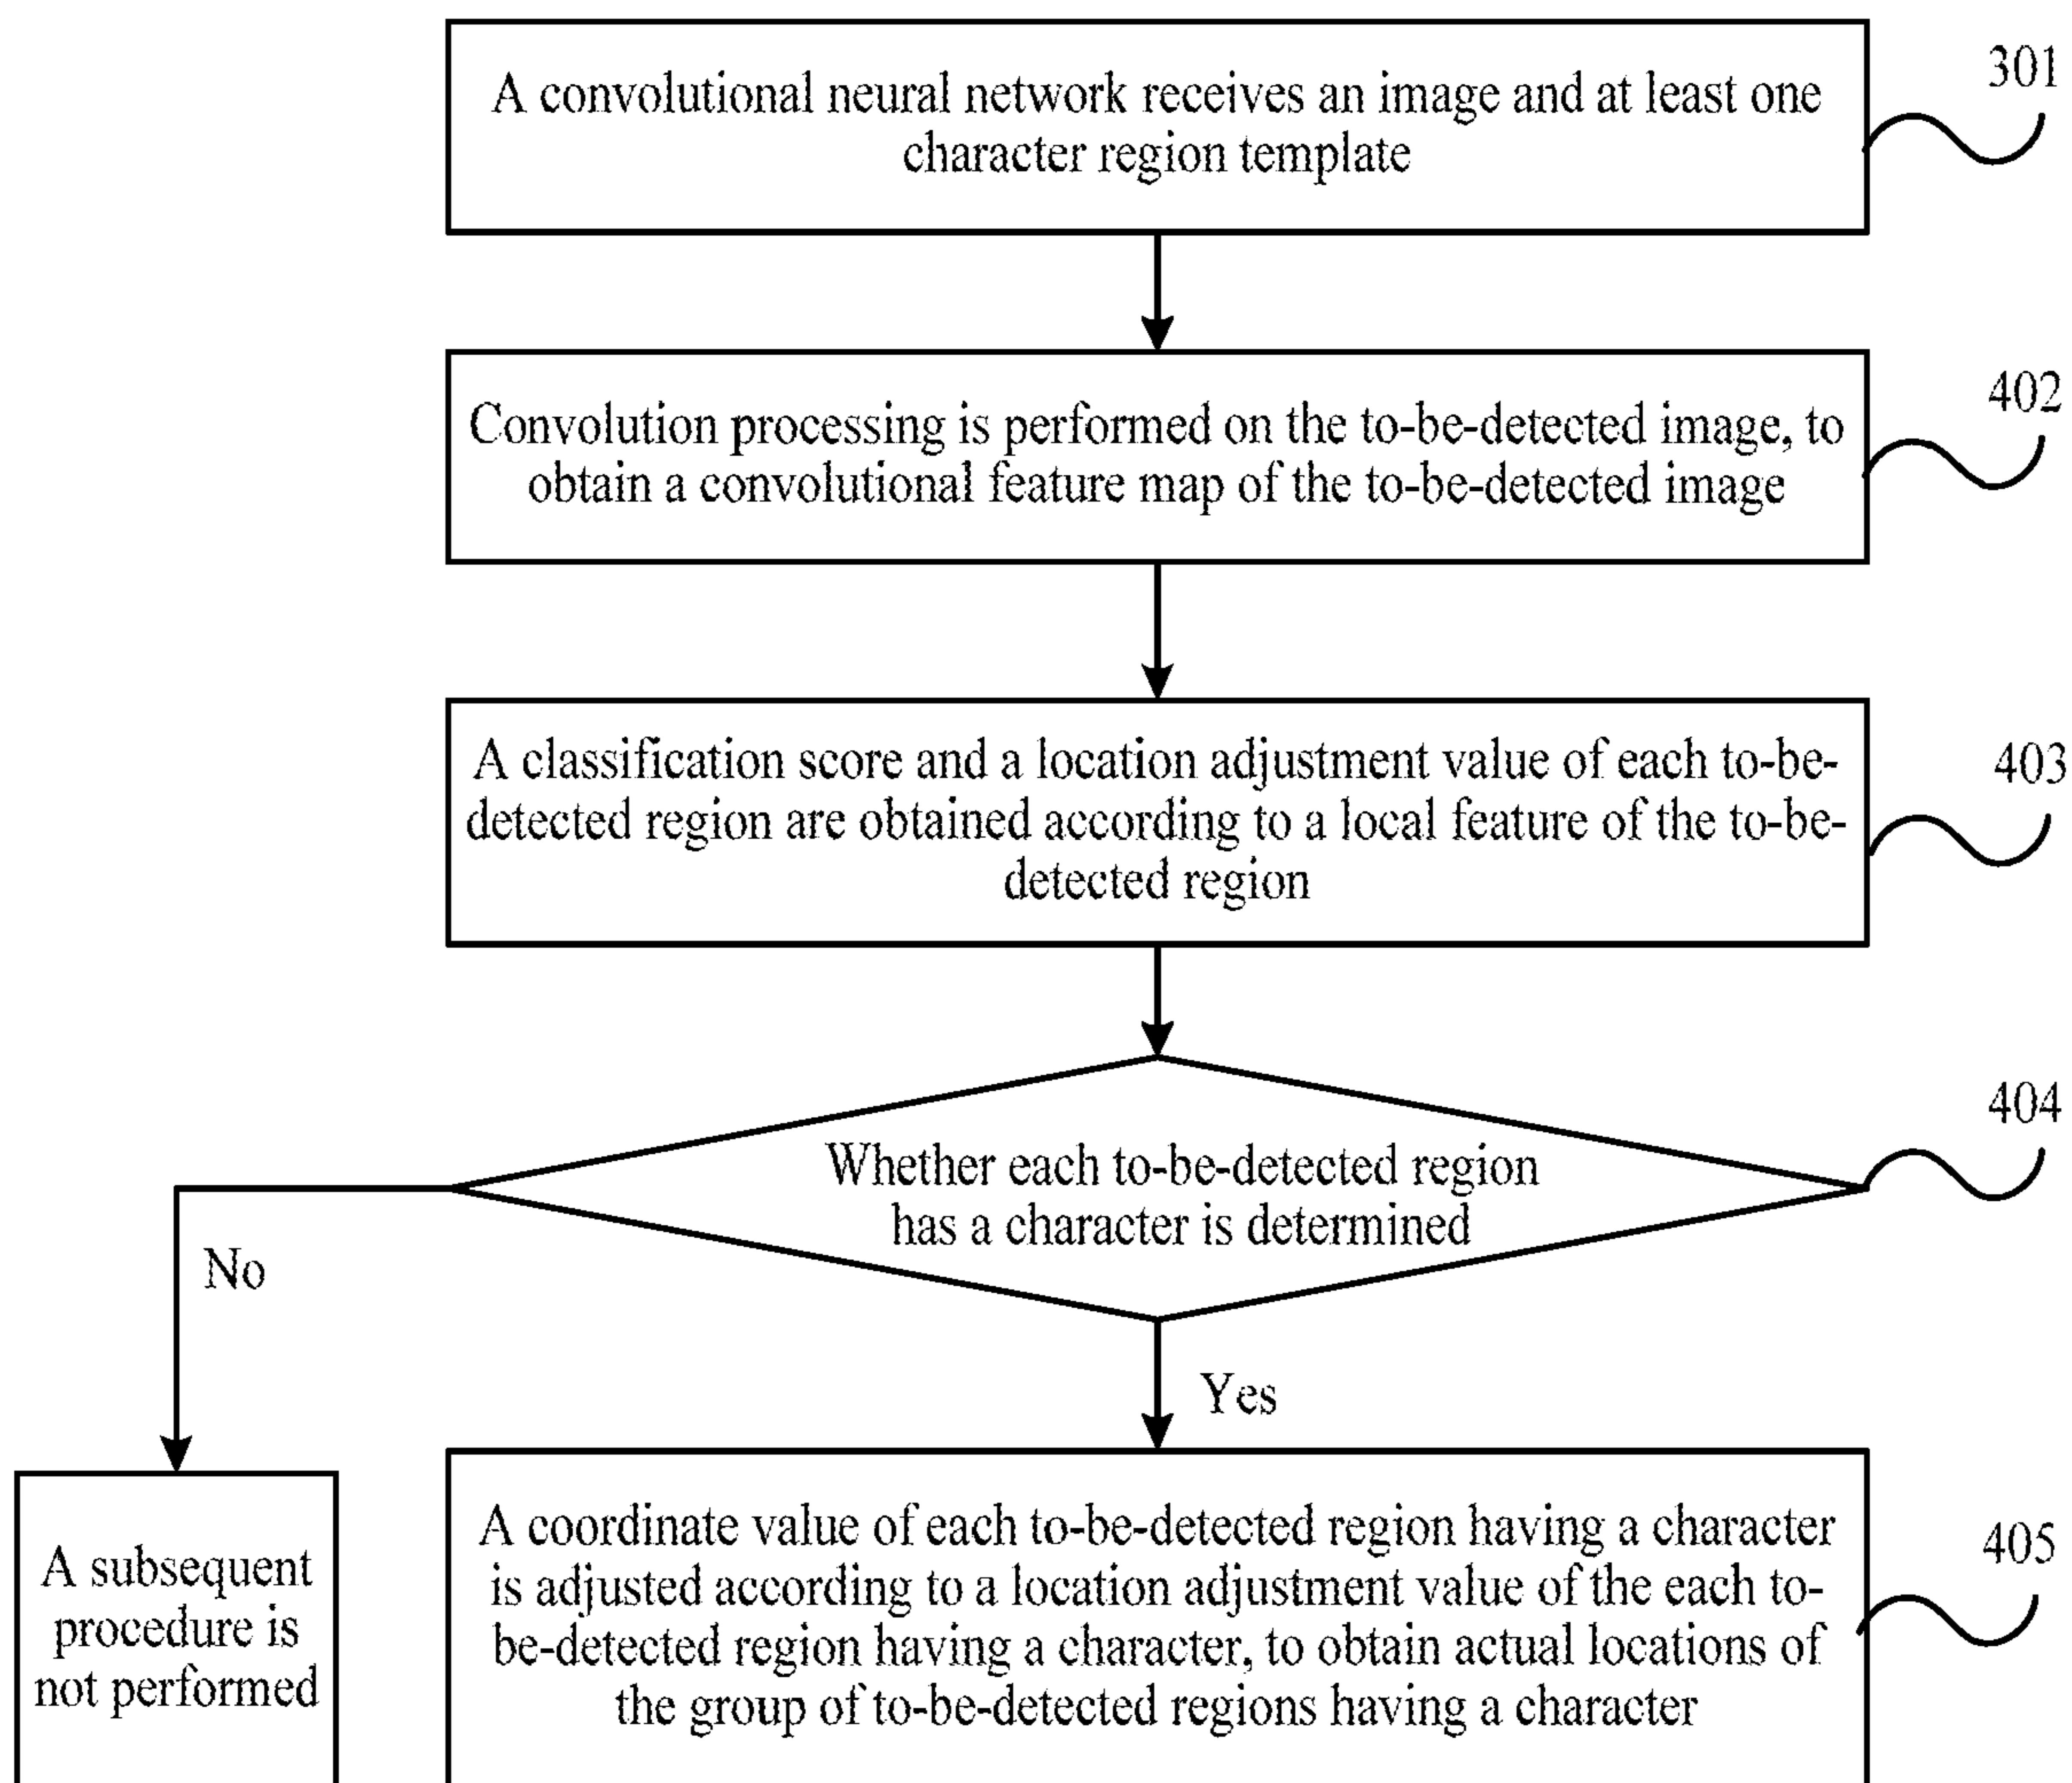 A convolutional neural network receives an image and at least one
character region template
301
Convolution processing is performed on the to-be-detected image, to
obtain a convolutional feature map of the to-be-detected image
402
A classification score and a location adjustment value of each to-be-
detected region are obtained according to a local feature of the to-be-
detected region
403
Whether each to-be-detected region
has a character is determined
404
No
Yes
A subsequent
procedure is
not performed
A coordinate value of each to-be-detected region having a character
is adjusted according to a location adjustment value of the each to-
be-detected region having a character, to obtain actual locations of
the group of to-be-detected regions having a character
405